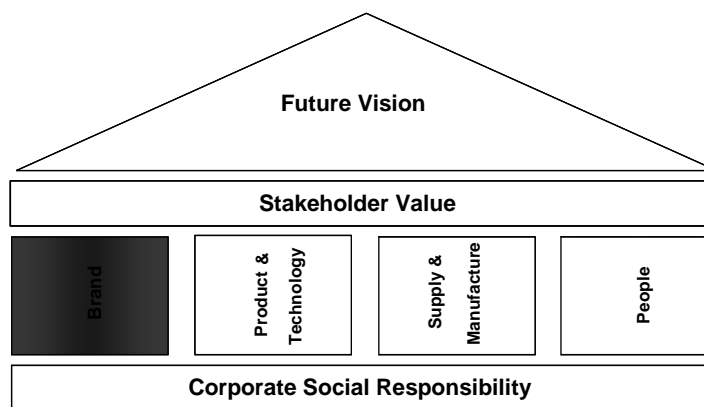 Future Vision
Stakeholder Value
Brand
Product &
Technology
Supply &
Manufacture
People
Corporate Social Responsibility